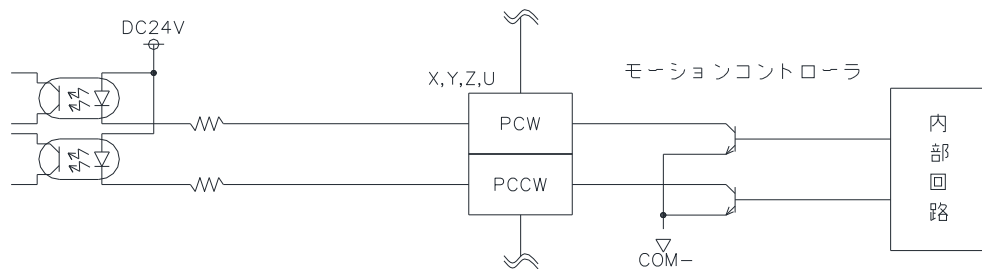 DC24V
X,Y,Z,U
モーションコントローラ
PCW
PCCW
内部回路
COM-